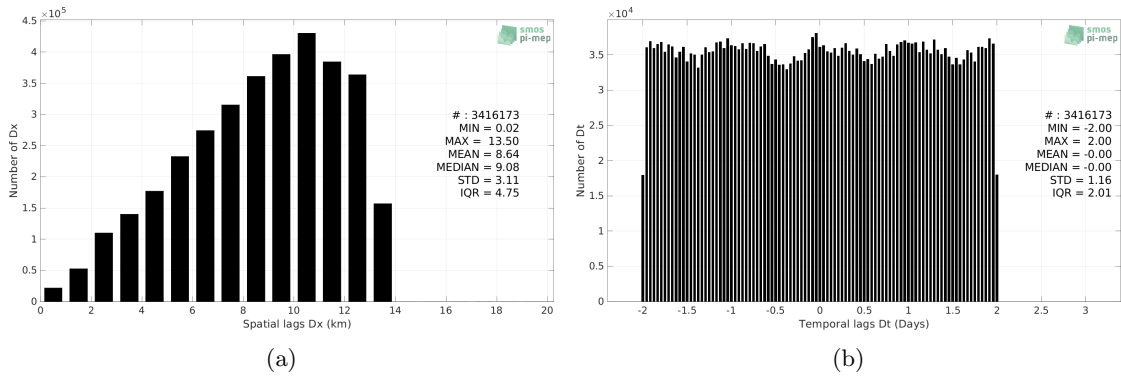 ×10⁵
4.5
4
3.5
3
2.5
2
1.5
1
0.5
0
Number of Dx
smos
pi-mep
# : 3416173
MIN = 0.02
MAX = 13.50
MEAN = 8.64
MEDIAN = 9.08
STD = 3.11
IQR = 4.75
0 2 4 6 8 10 12 14 16 18 20
Spatial lags Dx (km)
(a)
×10⁴
4
3.5
3
2.5
2
1.5
1
0.5
0
Number of Dt
smos
pi-mep
# : 3416173
MIN = -2.00
MAX = 2.00
MEAN = -0.00
MEDIAN = -0.00
STD = 1.16
IQR = 2.01
-2 -1.5 -1 -0.5 0 0.5 1 1.5 2 2.5 3
Temporal lags Dt (Days)
(b)